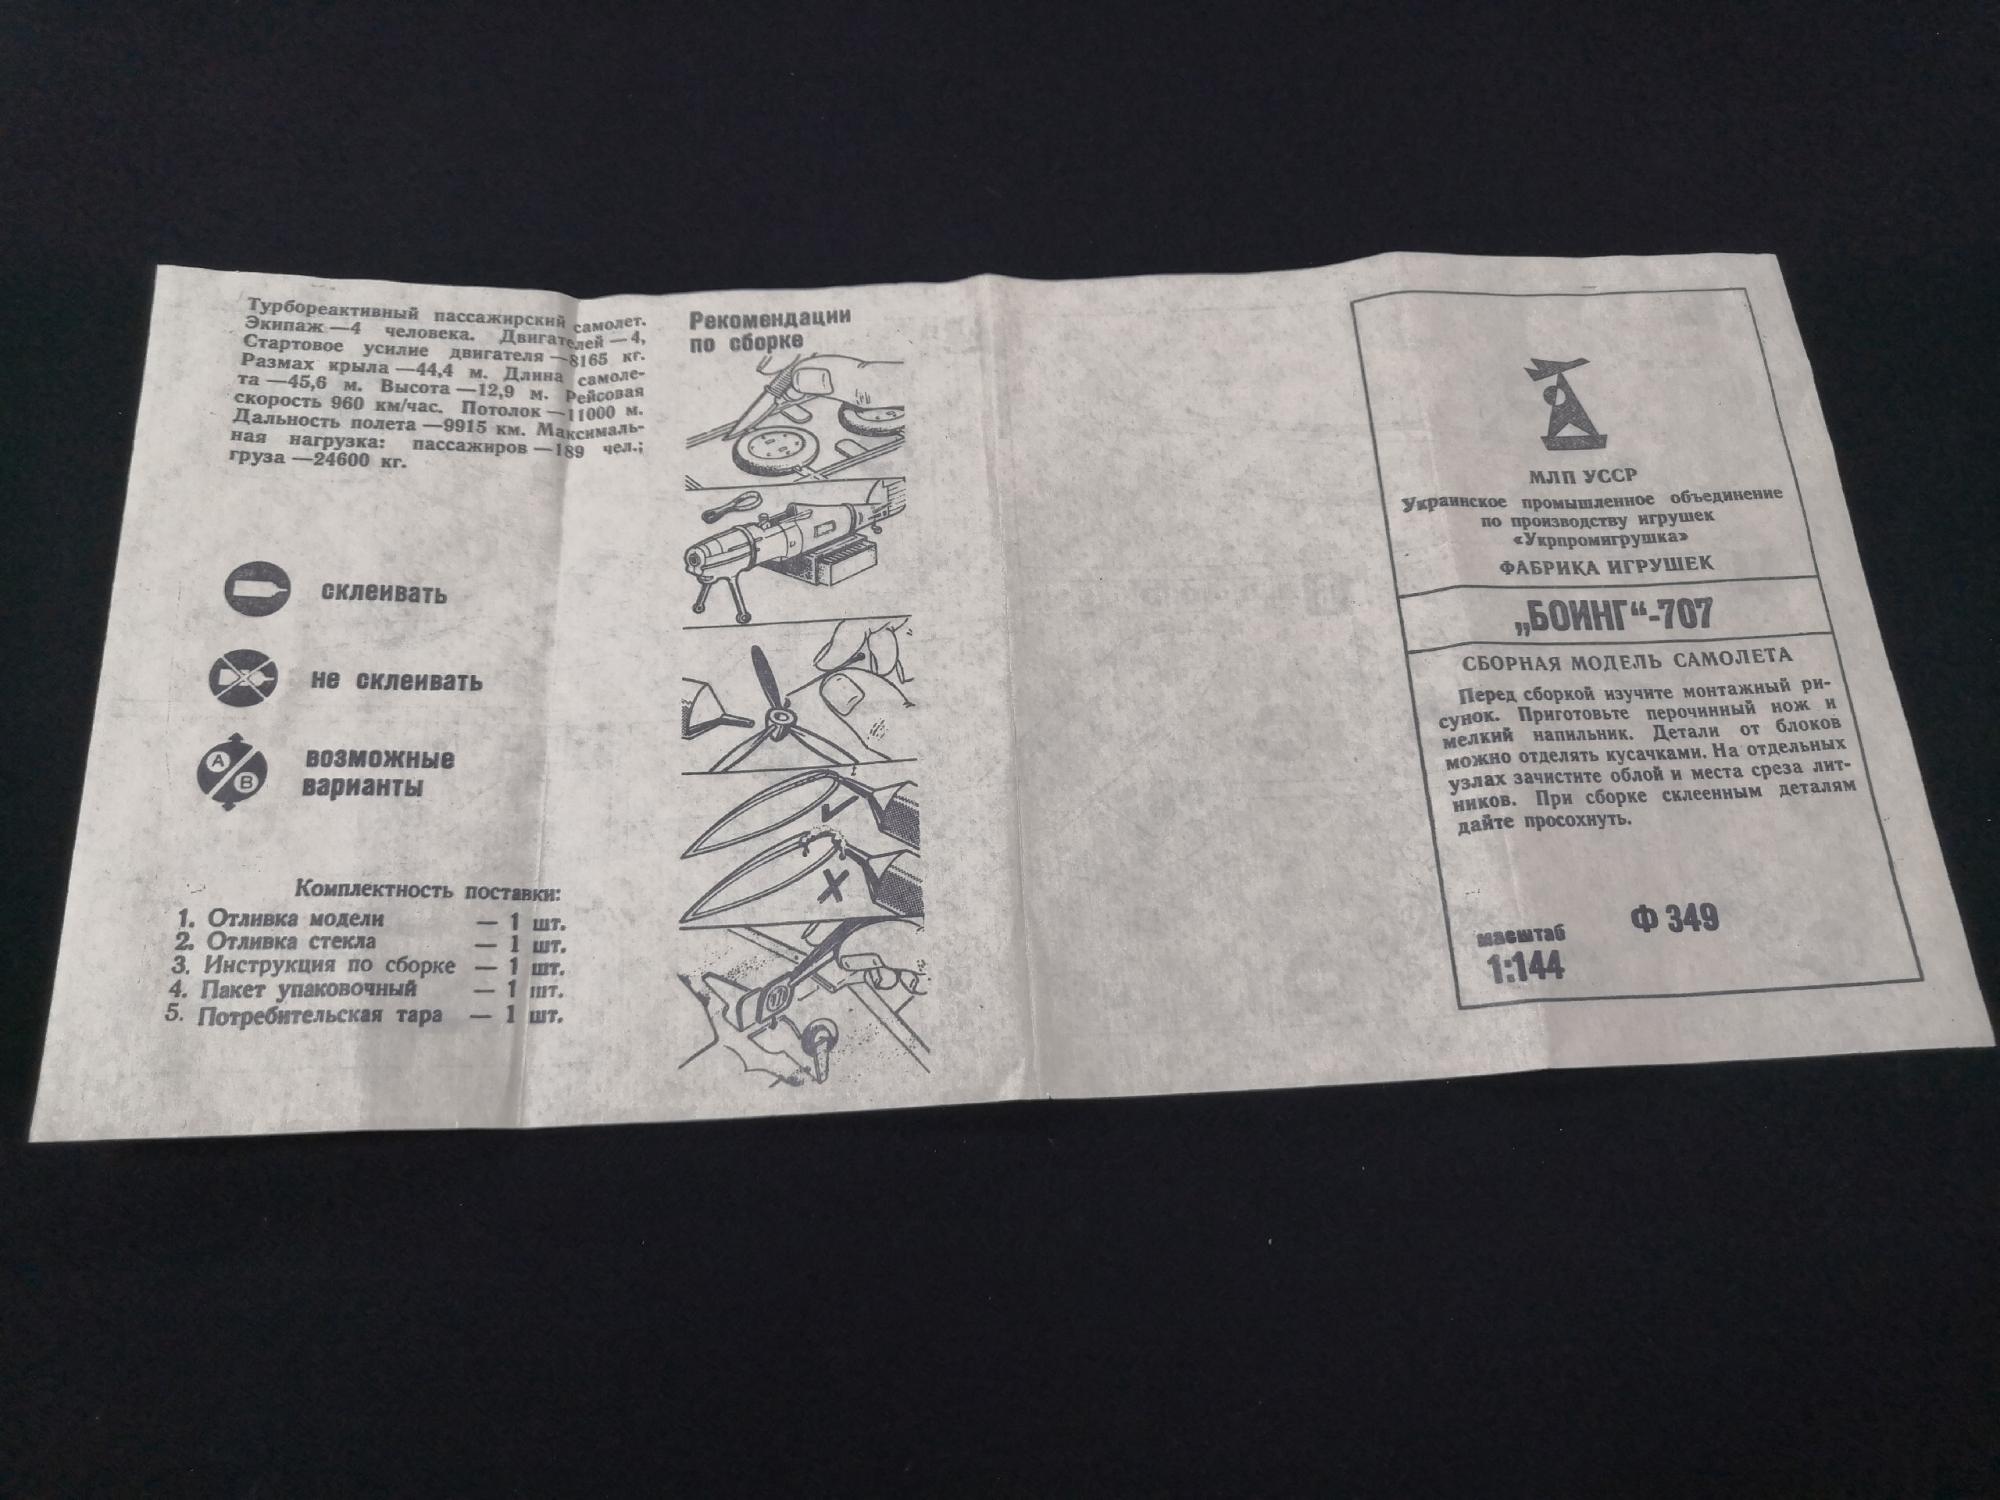 Турбореактивный пассажирский самолет.
Экипаж —4 человека. Двигателей — 4,
Стартовое усилие двигателя —8165 кг.
Размах крыла —44,4 м. Длина самоле-
та —45,6 м. Высота —12,9 м. Рейсовая
скорость 960 км/час. Потолок —11000 м.
Дальность полета —9915 км. Максималь-
ная нагрузка: пассажиров —189 чел.;
груза —24600 кг.
склеивать
не склеивать
A
B
возможные
варианты
Комплектность поставки:
1. Отливка модели — 1 шт.
2. Отливка стекла — 1 шт.
3. Инструкция по сборке — 1 шт.
4. Пакет упаковочный — 1 шт.
5. Потребительская тара — 1 шт.
Рекомендации
по сборке
МЛП УССР
Украинское промышленное объединение
по производству игрушек
«Укрпромигрушка»
ФАБРИКА ИГРУШЕК
„БОИНГ“-707
СБОРНАЯ МОДЕЛЬ САМОЛЕТА
Перед сборкой изучите монтажный ри-
сунок. Приготовьте перочинный нож и
мелкий напильник. Детали от блоков
можно отделять кусачками. На отдельных
узлах зачистите облой и места среза лит-
ников. При сборке склеенным деталям
дайте просохнуть.
масштаб
1:144
Ф 349